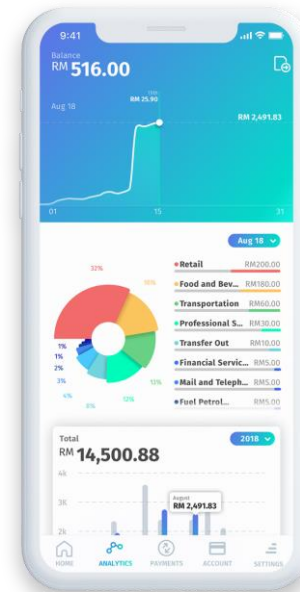 9:41
Balance
RM 516.00
RM 25.90
Aug 18
RM 2,491.83
01 15 31
Aug 18
32%
Retail RM200.00
Food and Bev... RM180.00
Transportation RM60.00
Professional S... RM30.00
Transfer Out RM10.00
Financial Servic... RM5.00
Mail and Teleph... RM5.00
Fuel Petrol... RM5.00
1%
1%
2%
3%
Total
2018
RM 14,500.88
4k
3K
2k
August
RM 2,491.83
HOME ANALYTICS PAYMENTS ACCOUNT SETTINGS